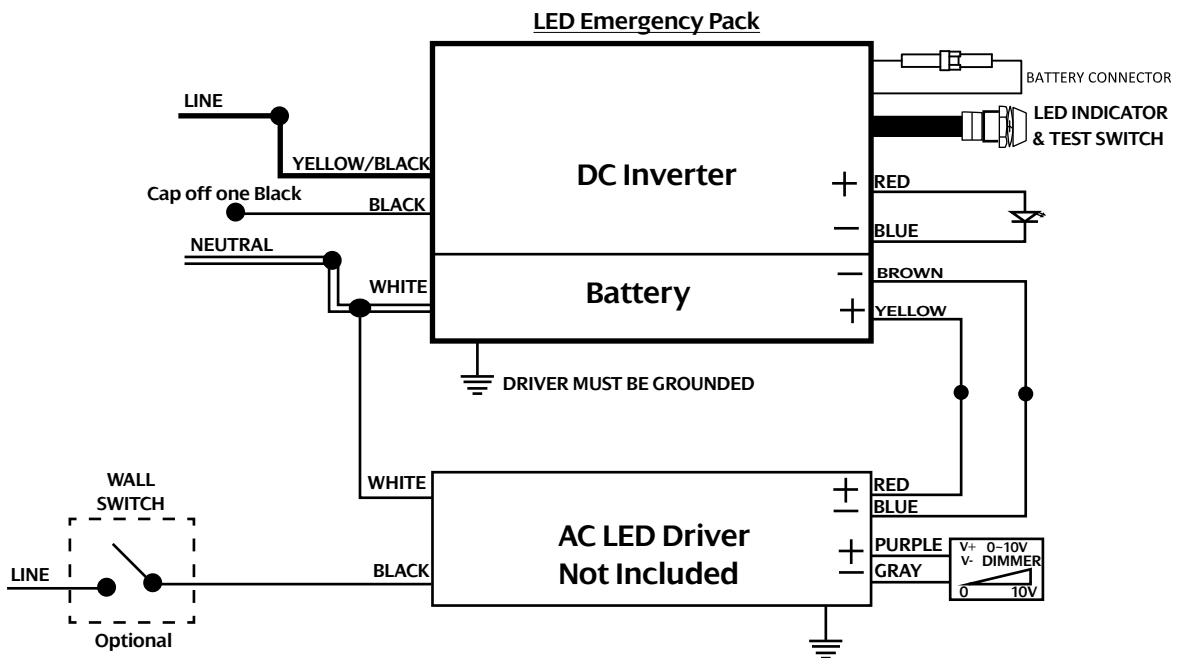 LED Emergency Pack
BATTERY CONNECTOR
LINE
LED INDICATOR
& TEST SWITCH
YELLOW/BLACK
DC Inverter
+
RED
Cap off one Black
BLACK
−
BLUE
NEUTRAL
WHITE
Battery
−
BROWN
+
YELLOW
DRIVER MUST BE GROUNDED
WALL
SWITCH
WHITE
+
RED
−
BLUE
AC LED Driver
Not Included
+
PURPLE
−
GRAY
V+ 0~10V
V- DIMMER
0 10V
LINE
BLACK
Optional